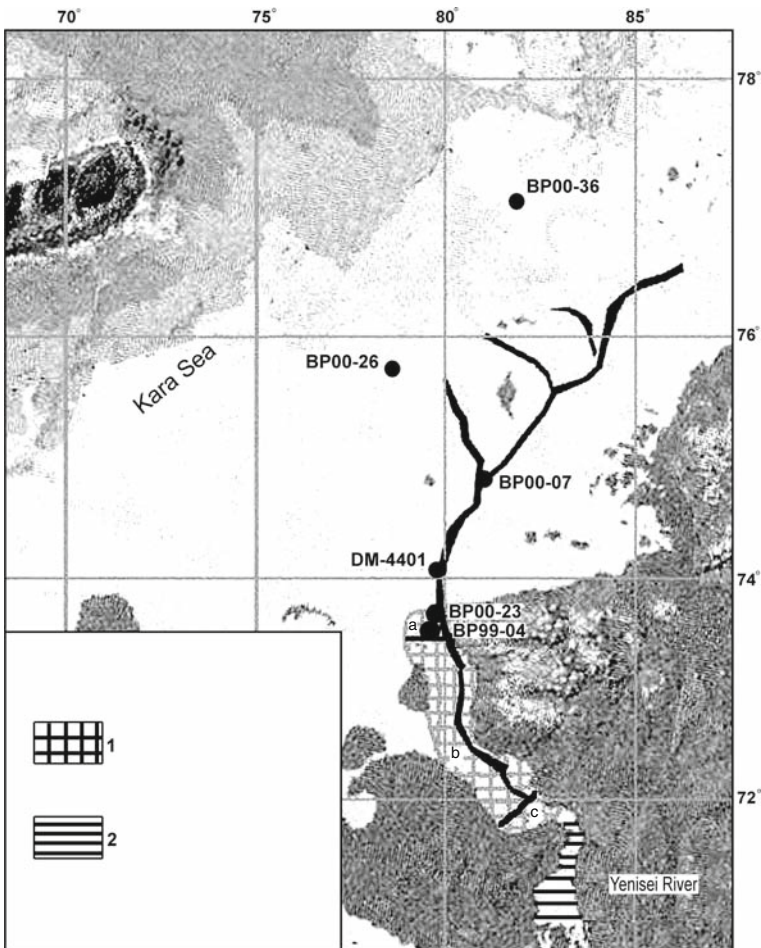 70° 75° 80° 85°
78°
BP00-36
76°
BP00-26
Kara Sea
BP00-07
DM-4401
74°
BP00-23
a
BP99-04
1
b
72°
c
2
Yenisei River